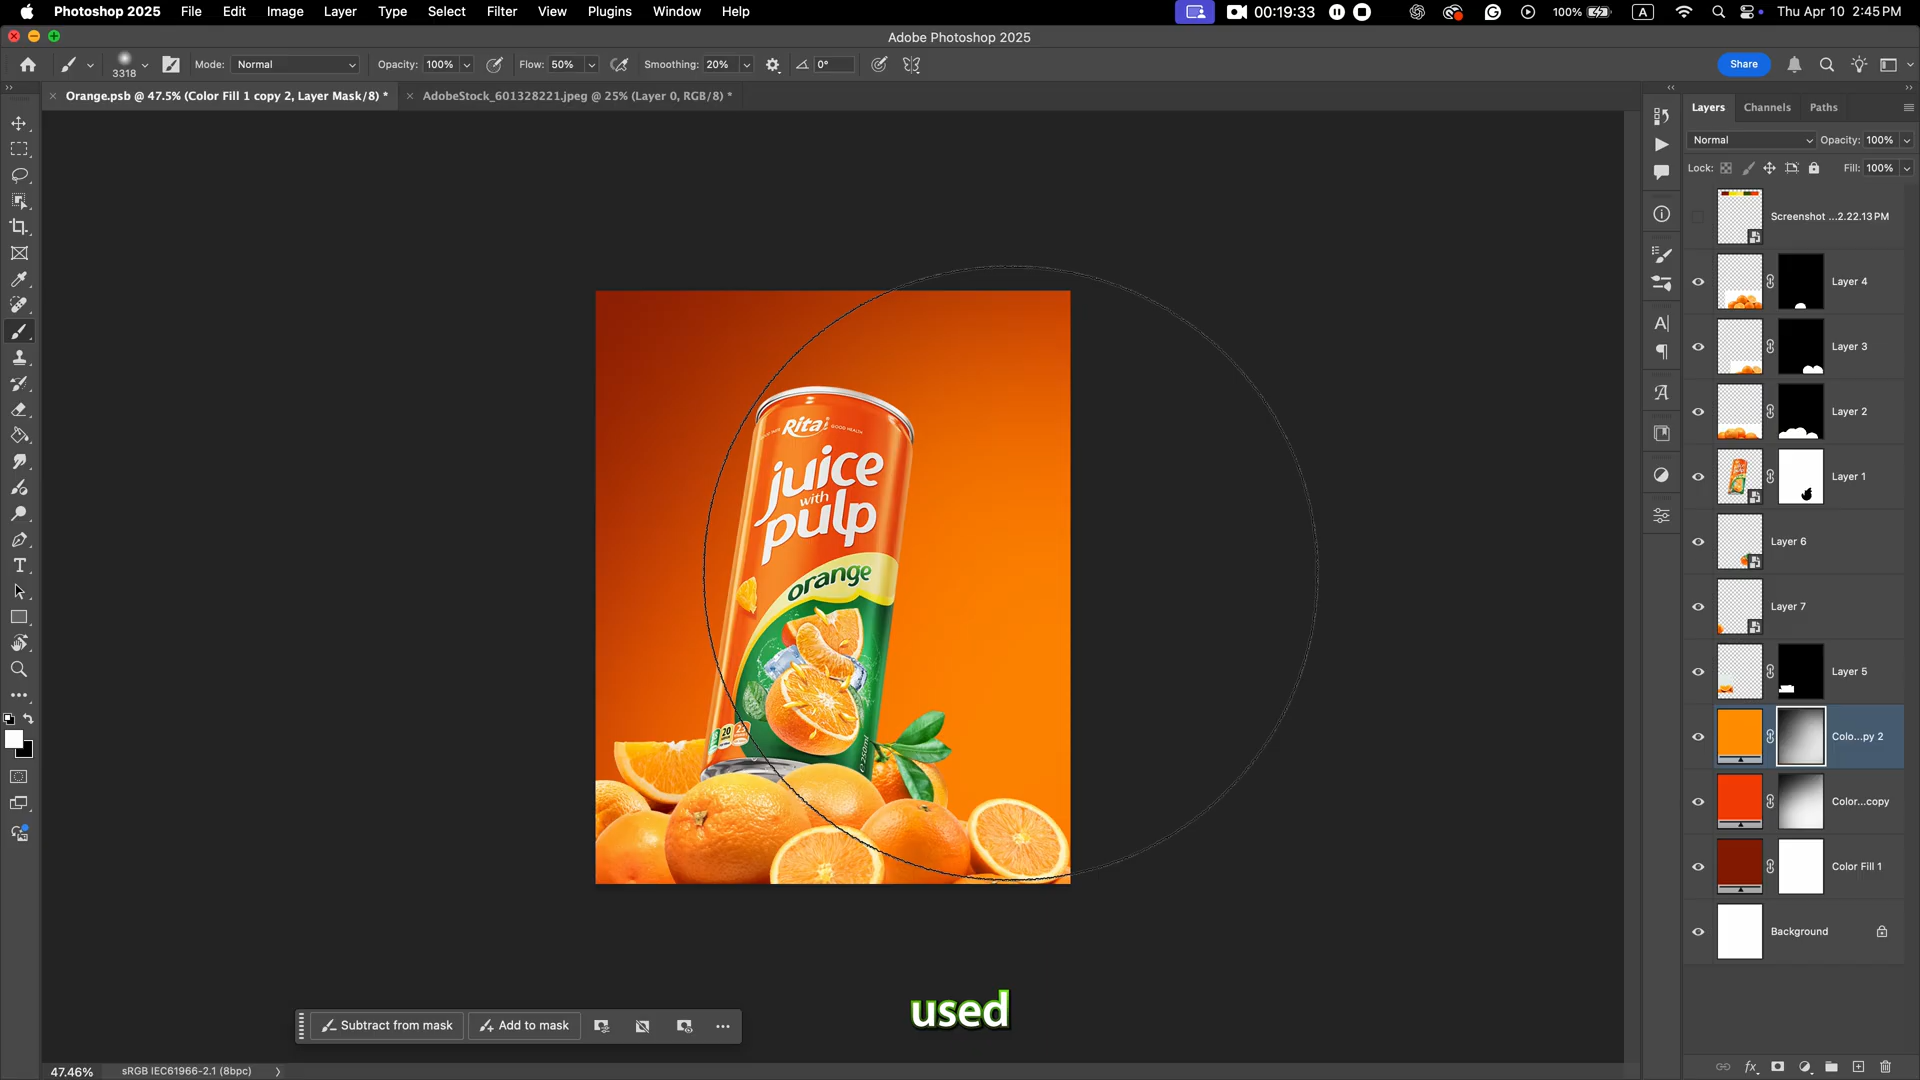 Photoshop 2025 File Edit Image Layer Type Select Filter View Plugins Window Help 00:19:33 100% A Thu Apr 10 2:45 PM
Adobe Photoshop 2025
3318 Mode: Normal Opacity: 100% Flow: 50% Smoothing: 20% 0° Share
Orange.psb @ 47.5% (Color Fill 1 copy 2, Layer Mask/8) *
AdobeStock_601328221.jpeg @ 25% (Layer 0, RGB/8) *
Layers Channels Paths
Normal Opacity: 100%
Lock: Fill: 100%
Screenshot ...2.22.13 PM
Layer 4
Layer 3
Layer 2
Layer 1
Layer 6
Layer 7
Layer 5
Colo...py 2
Color...copy
Color Fill 1
Background
Rita
GOOD HEALTH
juice
with
pulp
orange
20
250ml
used
Subtract from mask Add to mask
47.46% sRGB IEC61966-2.1 (8bpc)